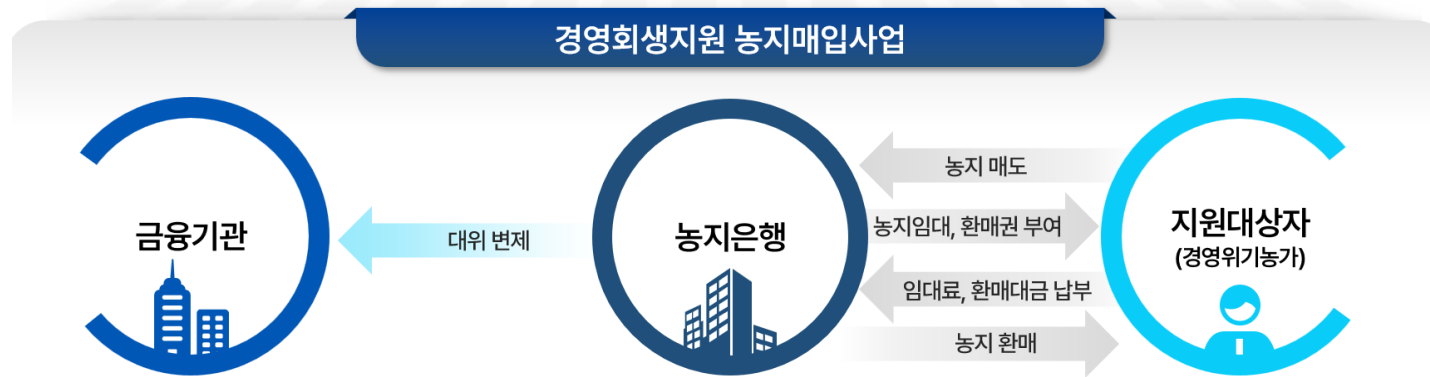 경영회생지원 농지매입사업
금융기관
대위 변제
농지은행
농지 매도
농지임대, 환매권 부여
임대료, 환매대금 납부
농지 환매
지원대상자
(경영위기농가)